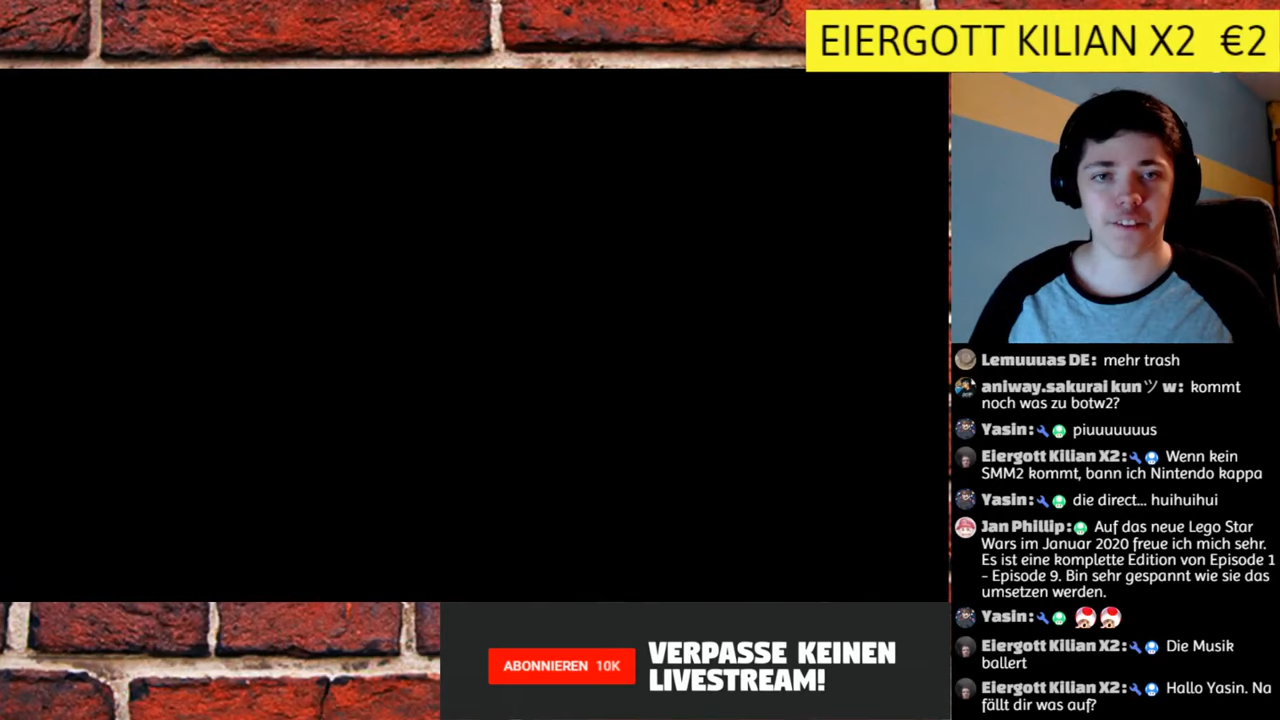 EIERGOTT KILIAN X2 €2
Lemuuuas DE: mehr trash
aniway.sakurai kunツ w: kommt
noch was zu botw2?
Yasin: piuuuuuuus
Eiergott Kilian X2: Wenn kein
SMM2 kommt, bann ich Nintendo kappa
Yasin: die direct... huihuihui
Jan Phillip: Auf das neue Lego Star
Wars im Januar 2020 freue ich mich sehr.
Es ist eine komplette Edition von Episode 1
- Episode 9. Bin sehr gespannt wie sie das
umsetzen werden.
Yasin:
Eiergott Kilian X2: Die Musik
ballert
Eiergott Kilian X2: Hallo Yasin. Na
fällt dir was auf?
ABONNIEREN 10K
VERPASSE KEINEN
LIVESTREAM!